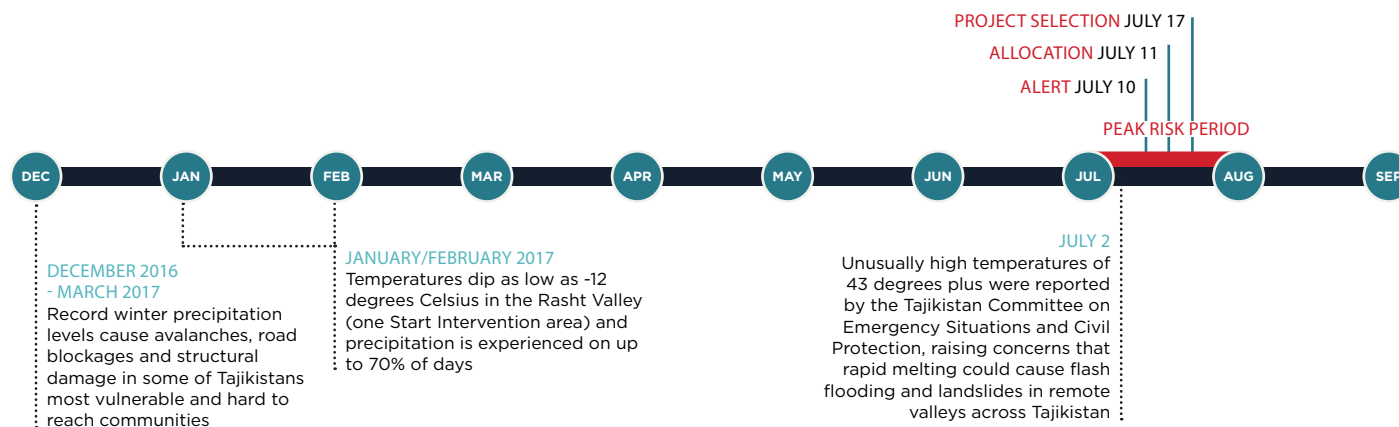 PROJECT SELECTION JULY 17
ALLOCATION JULY 11
ALERT JULY 10
PEAK RISK PERIOD
DEC JAN FEB MAR APR MAY JUN JUL AUG SEP
DECEMBER 2016
- MARCH 2017
Record winter precipitation
levels cause avalanches, road
blockages and structural
damage in some of Tajikistans
most vulnerable and hard to
reach communities
JANUARY/FEBRUARY 2017
Temperatures dip as low as -12
degrees Celsius in the Rasht Valley
(one Start Intervention area) and
precipitation is experienced on up
to 70% of days
JULY 2
Unusually high temperatures of
43 degrees plus were reported
by the Tajikistan Committee on
Emergency Situations and Civil
Protection, raising concerns that
rapid melting could cause flash
flooding and landslides in remote
valleys across Tajikistan